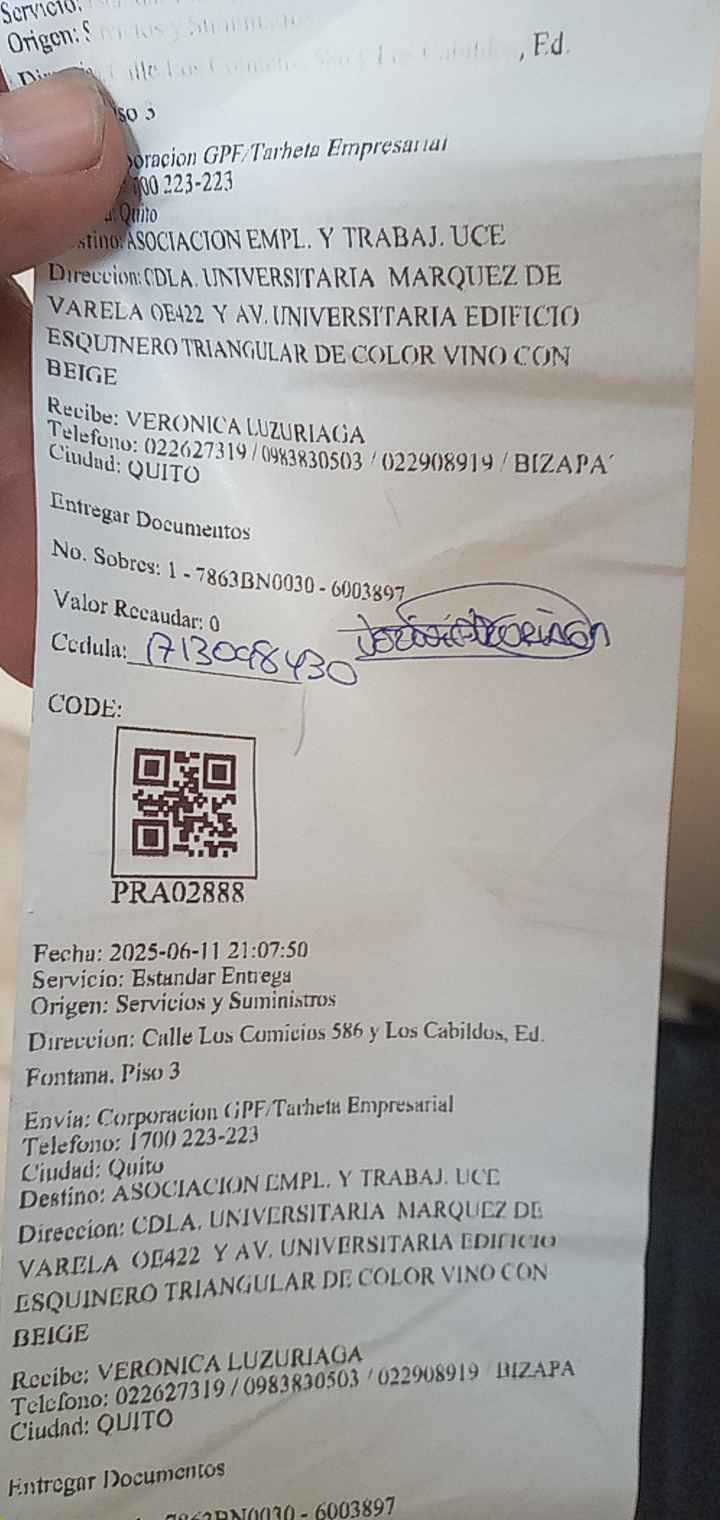 Servicio:
Origen: S
, Ed.
iso 3
poracion GPF/Tarheta Empresarial
700 223-223
Quito
stino: ASOCIACION EMPL. Y TRABAJ. UCE
Direccion: CDLA. UNIVERSITARIA MARQUEZ DE
VARELA OE422 Y AV. UNIVERSITARIA EDIFICIO
ESQUINERO TRIANGULAR DE COLOR VINO CON
BEIGE
Recibe: VERONICA LUZURIAGA
Telefono: 022627319 / 0983830503 / 022908919 / BIZAPA
Ciudad: QUITO
Entregar Documentos
No. Sobres: 1 - 7863BN0030 - 6003897
Valor Recaudar: 0
Cedula: 1713098430
CODE:
PRA02888
Fecha: 2025-06-11 21:07:50
Servicio: Estandar Entrega
Origen: Servicios y Suministros
Direccion: Calle Los Comicios 586 y Los Cabildos, Ed.
Fontana. Piso 3
Envia: Corporacion GPF/Tarheta Empresarial
Telefono: 1700 223-223
Ciudad: Quito
Destino: ASOCIACION EMPL. Y TRABAJ. UCE
Direccion: CDLA. UNIVERSITARIA MARQUEZ DE
VARELA OE422 Y AV. UNIVERSITARIA EDIFICIO
ESQUINERO TRIANGULAR DE COLOR VINO CON
BEIGE
Recibe: VERONICA LUZURIAGA
Telefono: 022627319 / 0983830503 / 022908919 / BIZAPA
Ciudad: QUITO
Entregar Documentos
7863BN0030 - 6003897